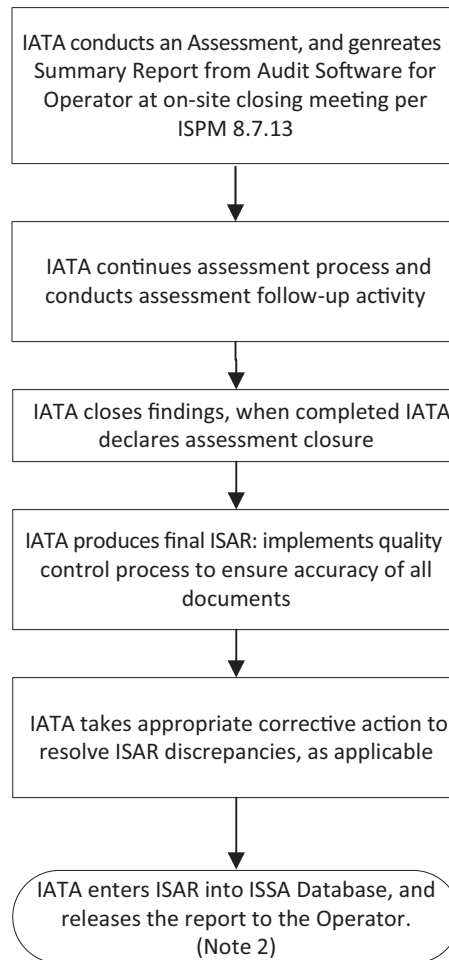 IATA conducts an Assessment, and genreates
Summary Report from Audit Software for
Operator at on-site closing meeting per
ISPM 8.7.13
IATA continues assessment process and
conducts assessment follow-up activity
IATA closes findings, when completed IATA
declares assessment closure
IATA produces final ISAR: implements quality
control process to ensure accuracy of all
documents
IATA takes appropriate corrective action to
resolve ISAR discrepancies, as applicable
IATA enters ISAR into ISSA Database, and
releases the report to the Operator.
(Note 2)